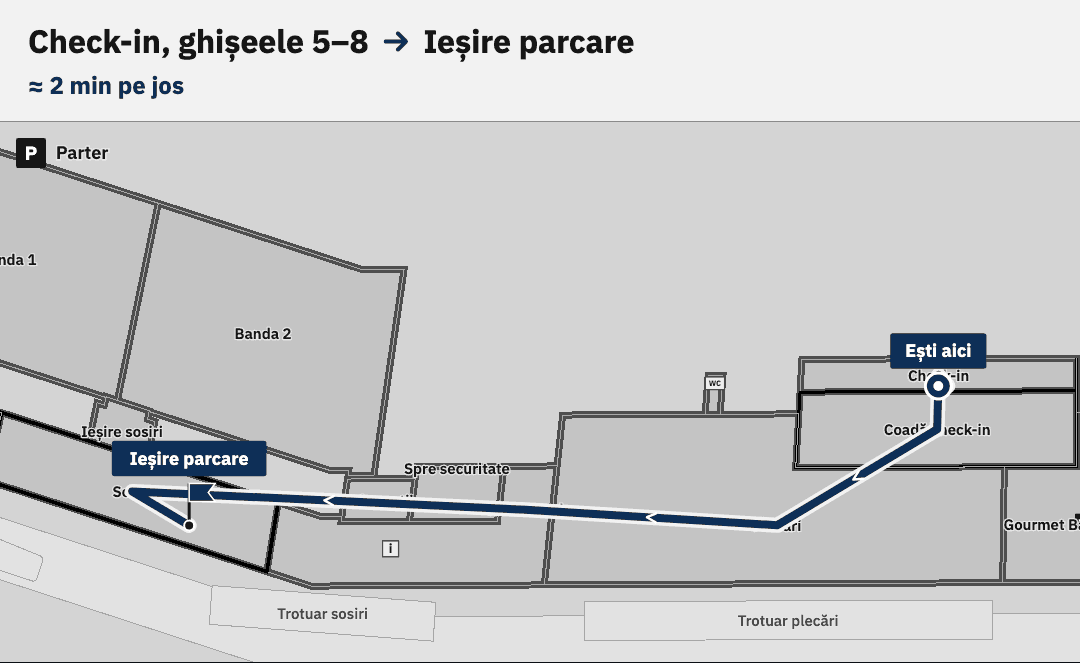 Check-in, ghișeele 5–8 → Ieșire parcare
≈ 2 min pe jos
P Parter
Banda 2
Ești aici
wc
Ieșire sosiri
Ieșire parcare
Spre securitate
i
Gourmet
Trotuar sosiri
Trotuar plecări